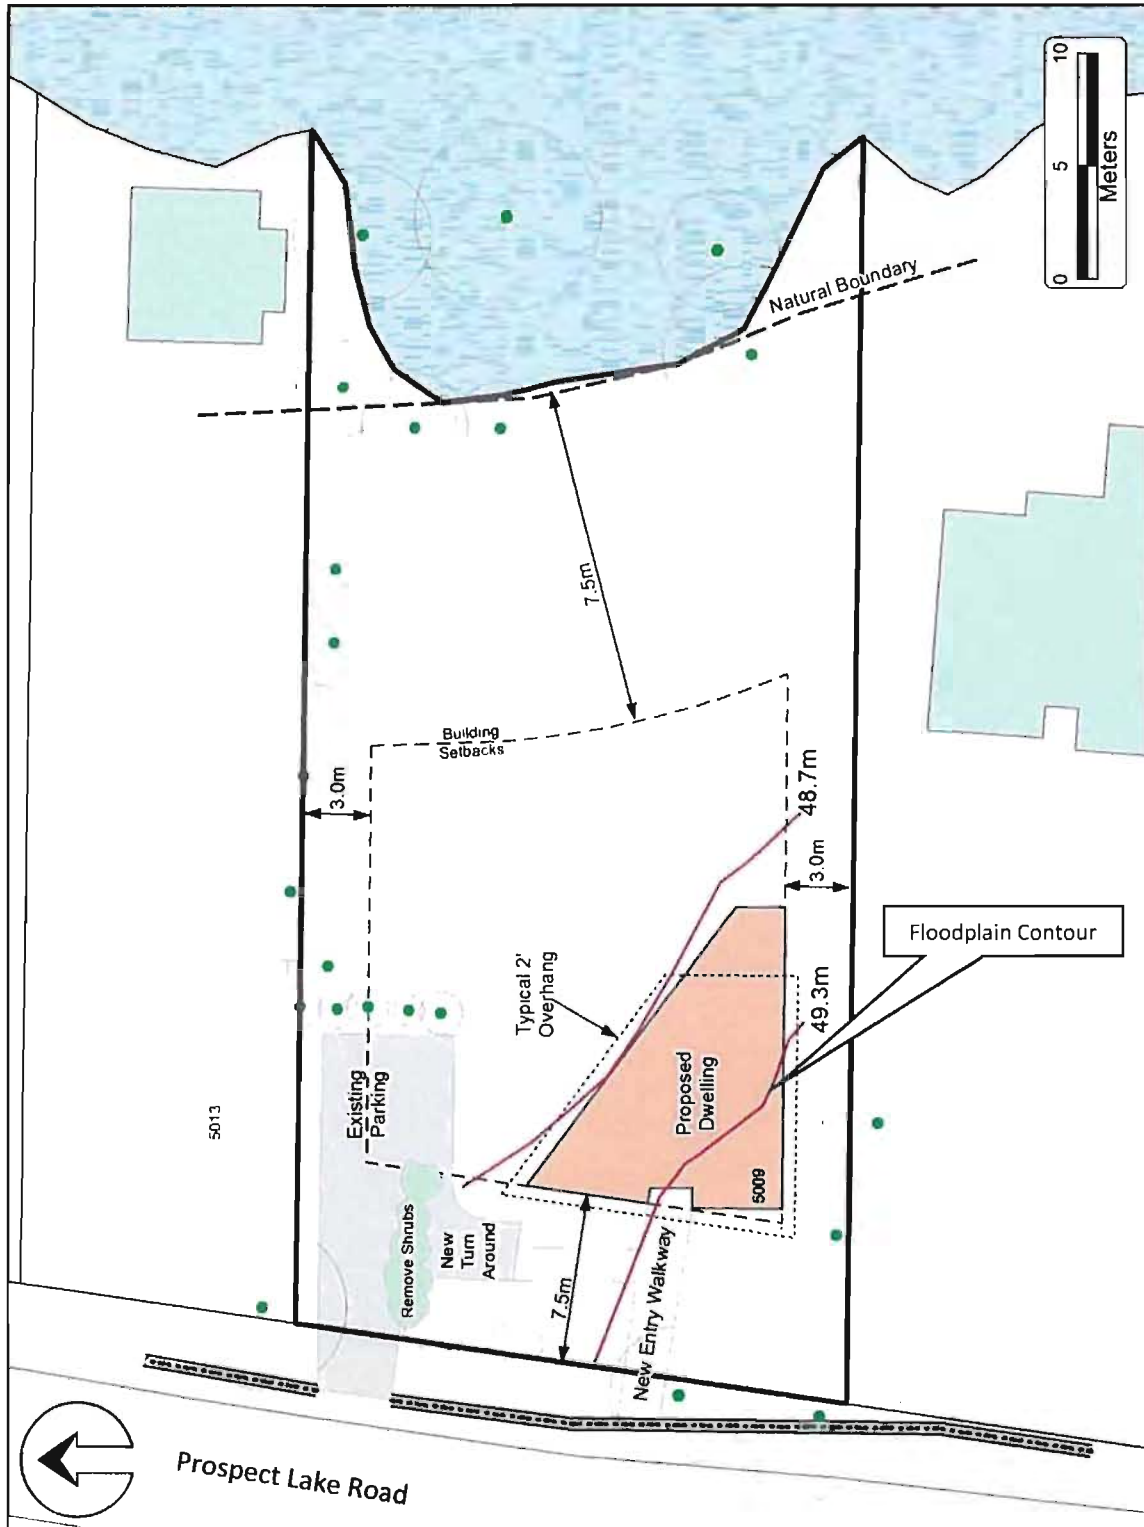 10
5
0
Meters
Natural Boundary
7.5m
Building
Setbacks
3.0m
48.7m
3.0m
Floodplain Contour
Typical 2'
Overhang
49.3m
Existing
Parking
Proposed
Dwelling
5013
5009
Remove Shrubs
New
Turn
Around
7.5m
New Entry Walkway
Prospect Lake Road